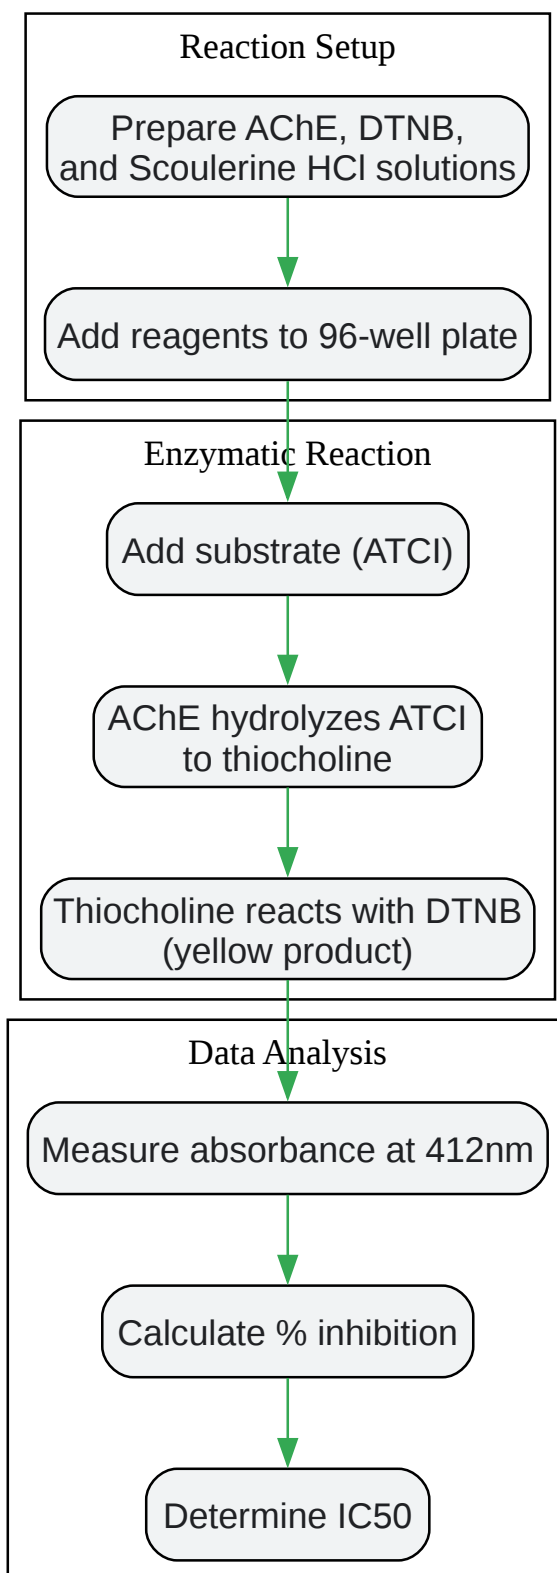 Reaction Setup
Prepare AChE, DTNB,
and Scoulerine HCl solutions
Add reagents to 96-well plate
Enzymatic Reaction
Add substrate (ATCI)
AChE hydrolyzes ATCI
to thiocholine
Thiocholine reacts with DTNB
(yellow product)
Data Analysis
Measure absorbance at 412nm
Calculate % inhibition
Determine IC50